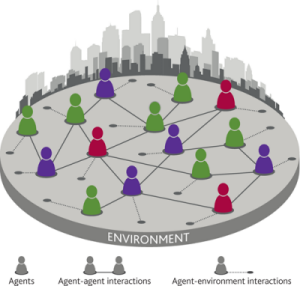 ENVIRONMENT
Agents
Agent-agent interactions
Agent-environment interactions